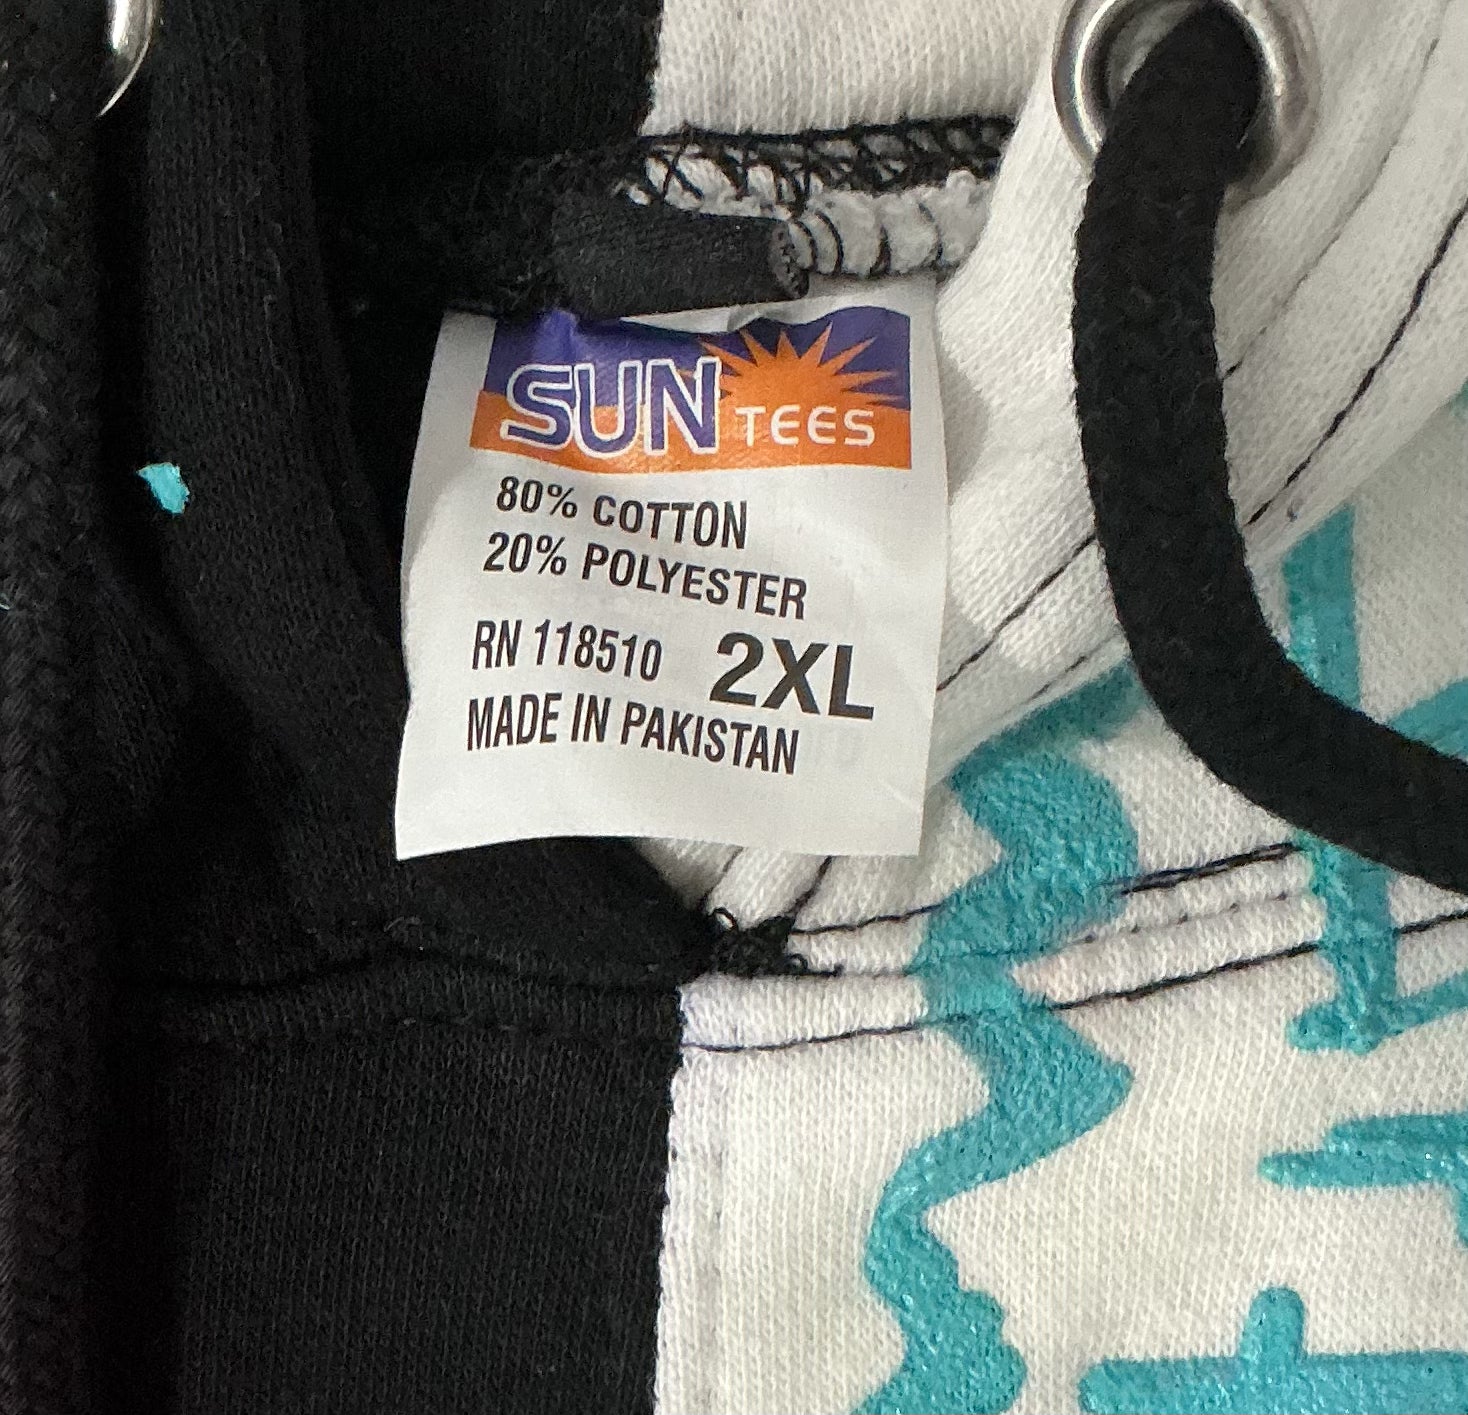 SUN TEES
80% COTTON
20% POLYESTER
RN 118510 2XL
MADE IN PAKISTAN